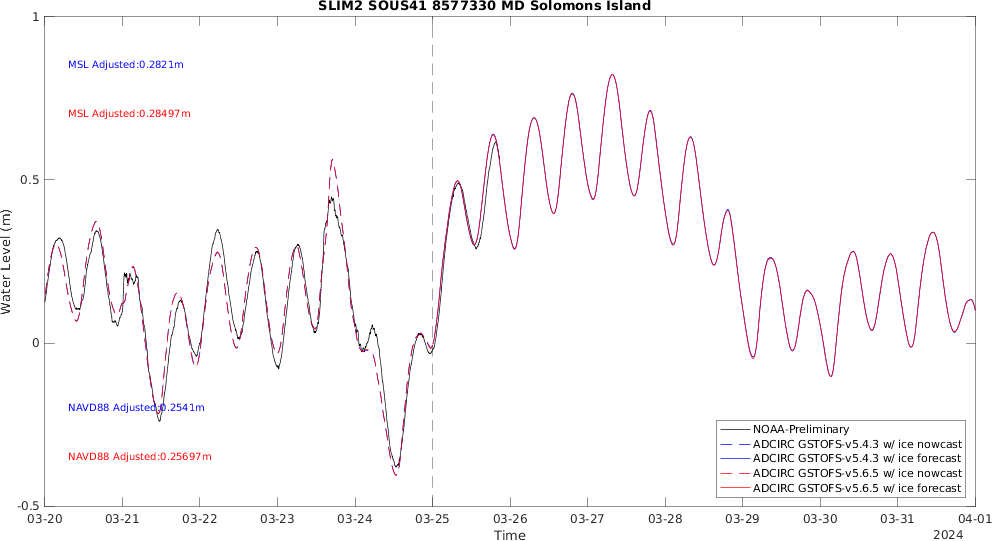 SLIM2 SOUS41 8577330 MD Solomons Island
1
MSL Adjusted:0.2821m
MSL Adjusted:0.28497m
0.5
Water Level (m)
0
NAVD88 Adjusted:0.2541m
NAVD88 Adjusted:0.25697m
NOAA-Preliminary
ADCIRC GSTOFS-v5.4.3 w/ ice nowcast
ADCIRC GSTOFS-v5.4.3 w/ ice forecast
ADCIRC GSTOFS-v5.6.5 w/ ice nowcast
ADCIRC GSTOFS-v5.6.5 w/ ice forecast
-0.5
03-20 03-21 03-22 03-23 03-24 03-25 03-26 03-27 03-28 03-29 03-30 03-31 04-01
Time
2024